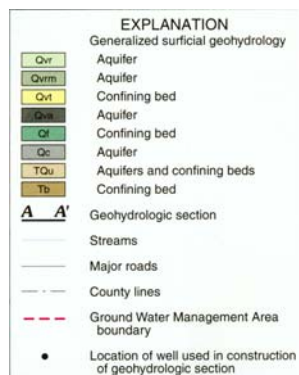 EXPLANATION
Generalized surficial geohydrology
Qvr Aquifer
Qvrm Aquifer
Qvt Confining bed
Qva Aquifer
Qf Confining bed
Qc Aquifer
TQu Aquifers and confining beds
Tb Confining bed
A A' Geohydrologic section
Streams
Major roads
County lines
Ground Water Management Area
boundary
Location of well used in construction
of geohydrologic section